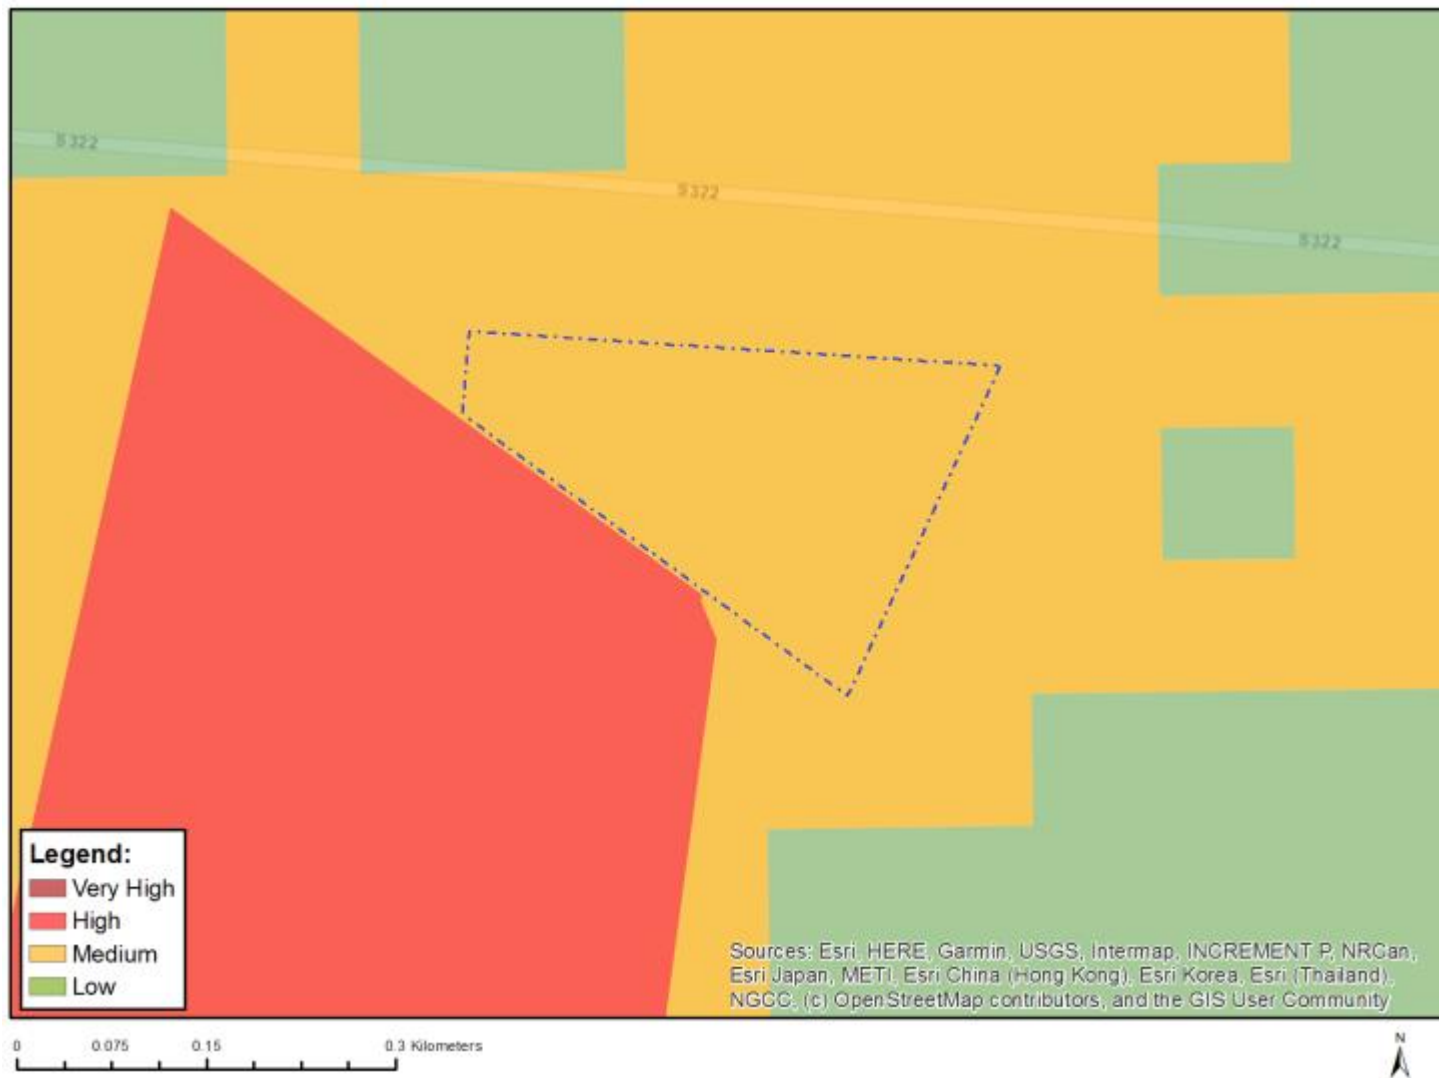 S322
S322
S322
Legend:
Very High
High
Medium
Low
Sources: Esri, HERE, Garmin, USGS, Intermap, INCREMENT P, NRCan,
Esri Japan, METI, Esri China (Hong Kong), Esri Korea, Esri (Thailand),
NGCC, (c) OpenStreetMap contributors, and the GIS User Community
0 0.075 0.15 0.3 Kilometers
N